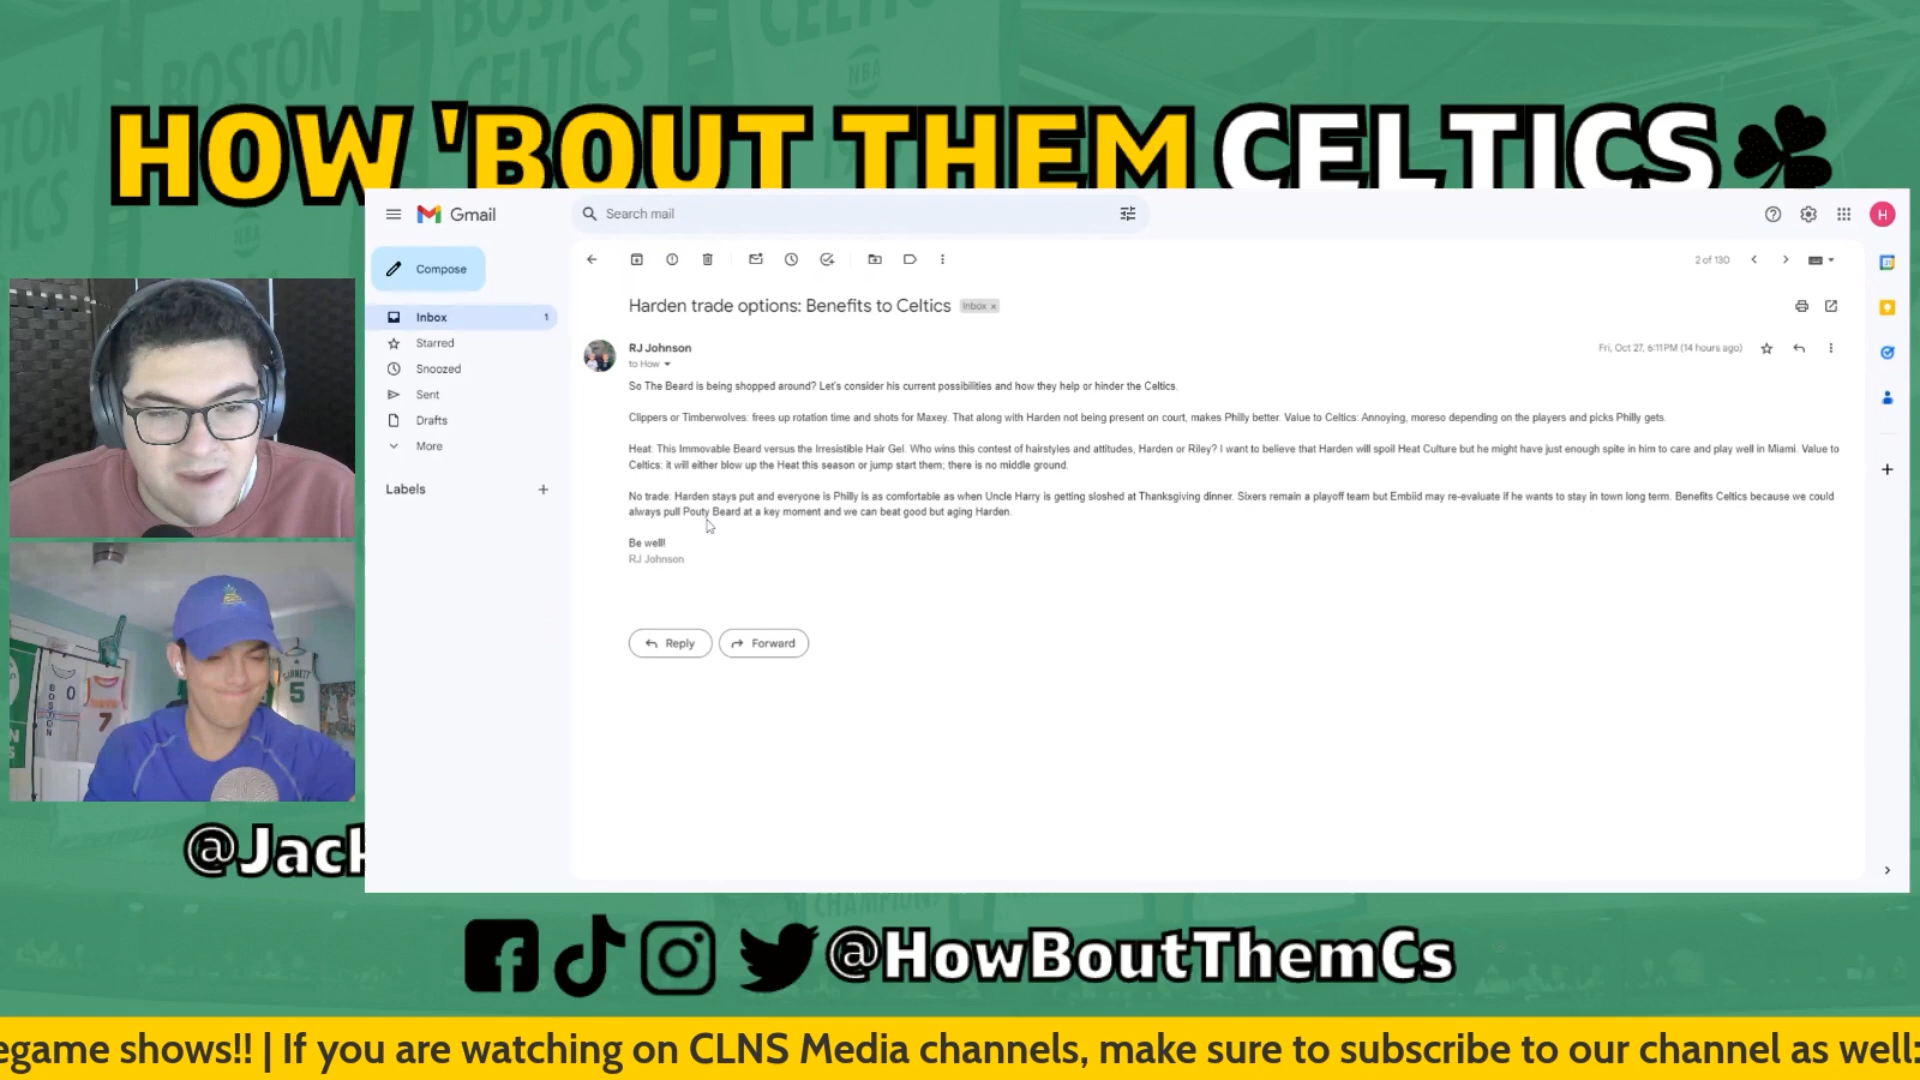 BOSTON
BOSTON
CELTICS
CELTICS
NBA
TON
TICS
NBA
HOW 'BOUT THEM CELTICS
Gmail
Search mail
H
Compose
2 of 130
Inbox 1
Starred
Snoozed
Sent
Drafts
More
Labels
Harden trade options: Benefits to Celtics Inbox x
RJ Johnson
Fri, Oct 27, 6:11 PM (14 hours ago)
to How
So The Beard is being shopped around? Let's consider his current possibilities and how they help or hinder the Celtics.
Clippers or Timberwolves: frees up rotation time and shots for Maxey. That along with Harden not being present on court, makes Philly better. Value to Celtics: Annoying, moreso depending on the players and picks Philly gets.
Heat: This Immovable Beard versus the Irresistible Hair Gel. Who wins this contest of hairstyles and attitudes, Harden or Riley? I want to believe that Harden will spoil Heat Culture but he might have just enough spite in him to care and play well in Miami. Value to
Celtics: it will either blow up the Heat this season or jump start them; there is no middle ground.
No trade: Harden stays put and everyone is Philly is as comfortable as when Uncle Harry is getting sloshed at Thanksgiving dinner. Sixers remain a playoff team but Embiid may re-evaluate if he wants to stay in town long term. Benefits Celtics because we could
always pull Pouty Beard at a key moment and we can beat good but aging Harden.
Be well!
RJ Johnson
Reply
Forward
BOSTON
0
7
5
@Jack
CHAMPIONS
@HowBoutThemCs
egame shows!! | If you are watching on CLNS Media channels, make sure to subscribe to our channel as well: